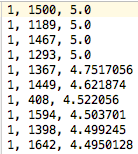 1, 1500, 5.0
1, 1189, 5.0
1, 1467, 5.0
1, 1293, 5.0
1, 1367, 4.7517056
1, 1449, 4.621874
1, 408, 4.522056
1, 1594, 4.503701
1, 1398, 4.499245
1, 1642, 4.4950128